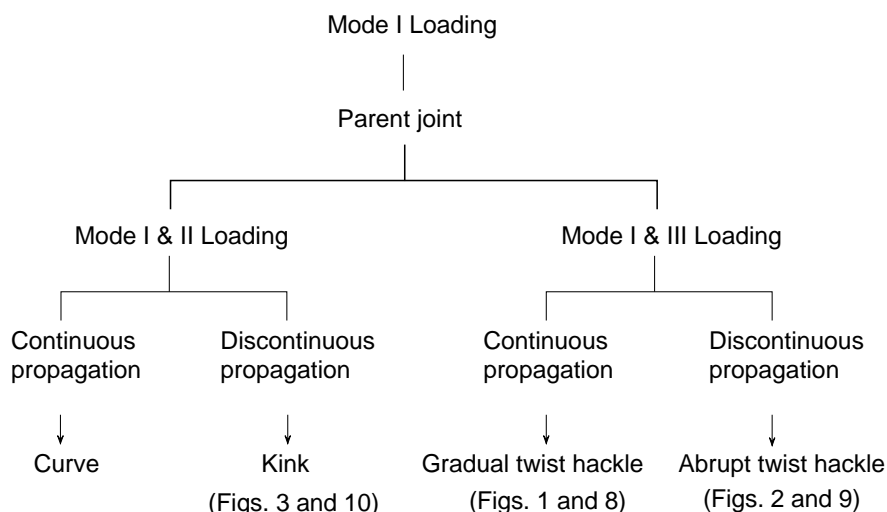 Mode I Loading
Parent joint
Mode I & II Loading
Mode I & III Loading
Continuous
propagation
Discontinuous
propagation
Continuous
propagation
Discontinuous
propagation
Curve
Kink
(Figs. 3 and 10)
Gradual twist hackle
(Figs. 1 and 8)
Abrupt twist hackle
(Figs. 2 and 9)